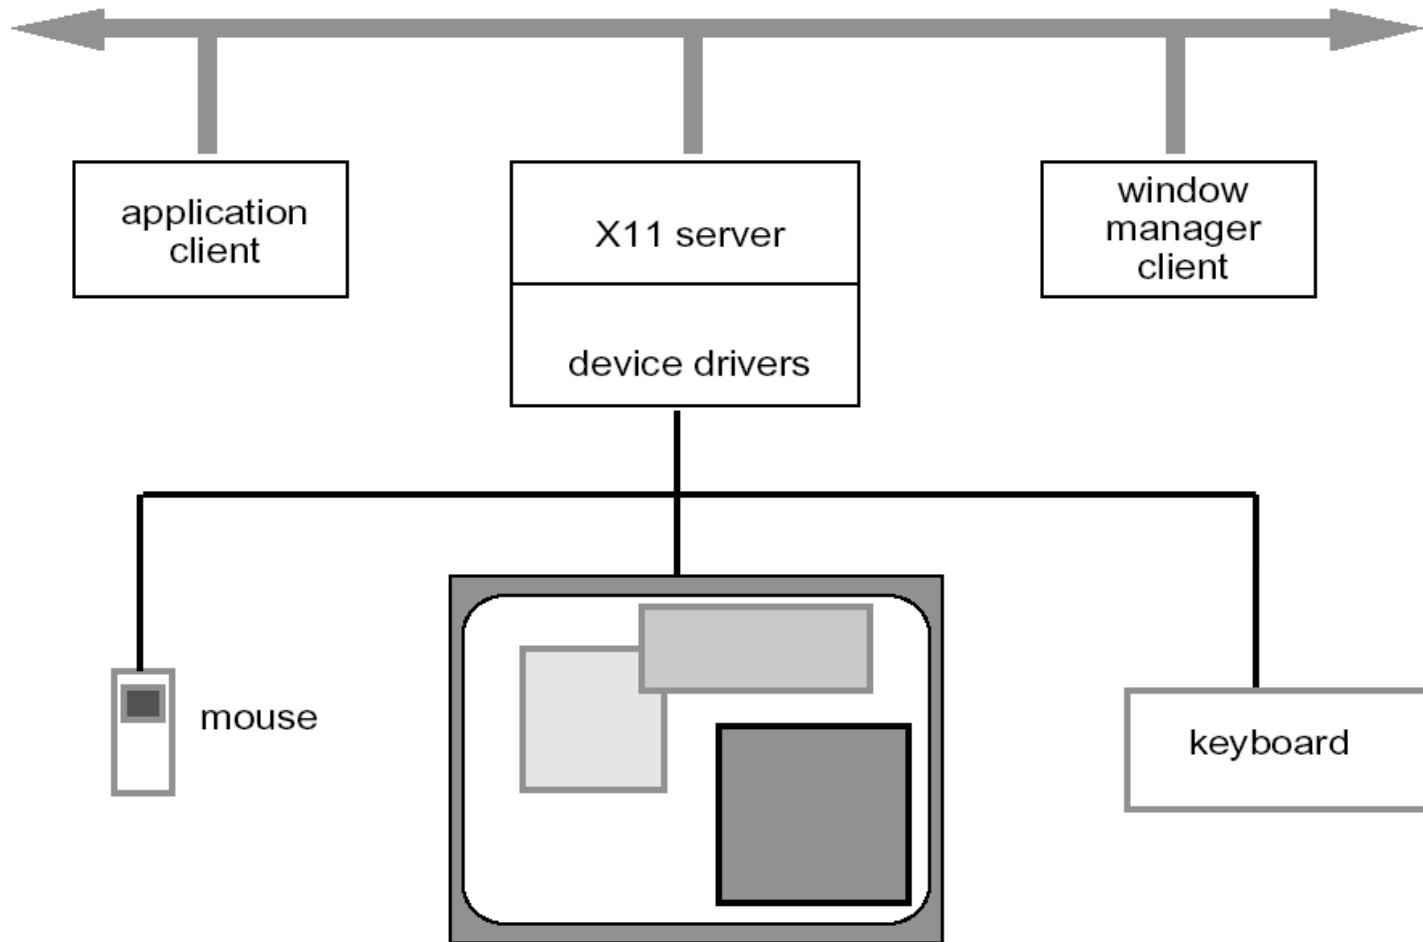 application
client
X11 server
device drivers
window
manager
client
mouse
keyboard